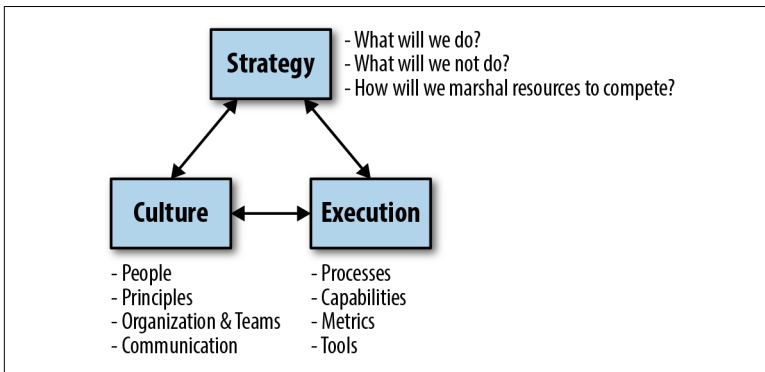 Strategy
- What will we do?
- What will we not do?
- How will we marshal resources to compete?
Culture
Execution
- People
- Principles
- Organization & Teams
- Communication
- Processes
- Capabilities
- Metrics
- Tools